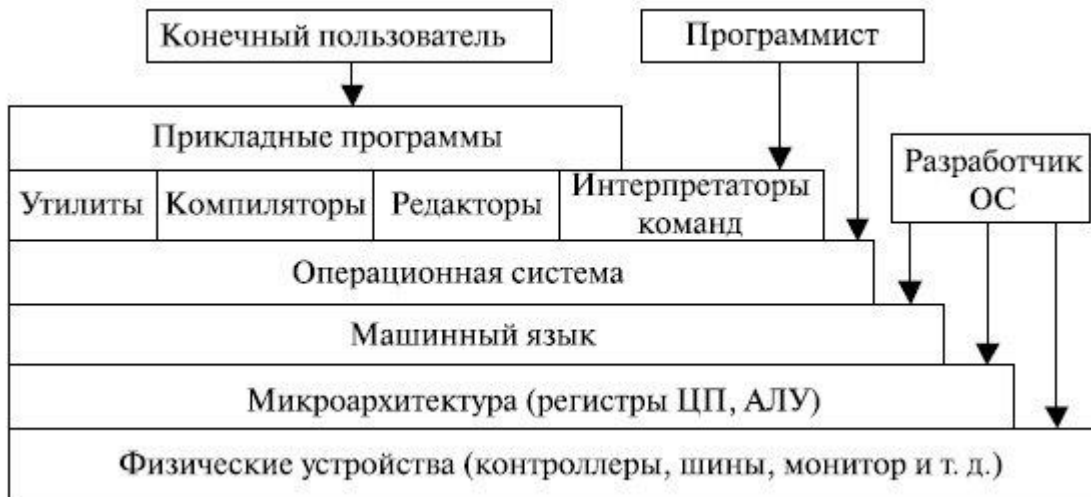 Конечный пользователь
Программист
Прикладные программы
Разработчик
ОС
Утилиты
Компиляторы
Редакторы
Интерпретаторы
команд
Операционная система
Машинный язык
Микроархитектура (регистры ЦП, АЛУ)
Физические устройства (контроллеры, шины, монитор и т. д.)